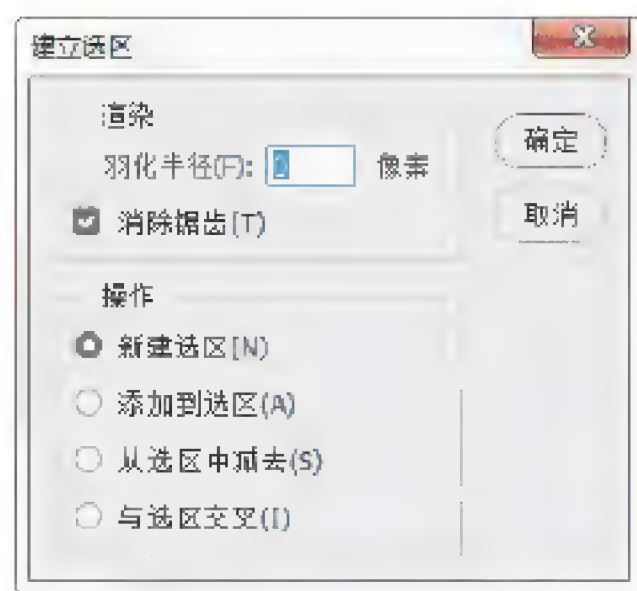 建立选区
渲染
羽化半径(F): 0 像素
消除锯齿(T)
确定
取消
操作
新建选区(N)
添加到选区(A)
从选区中减去(S)
与选区交叉(I)